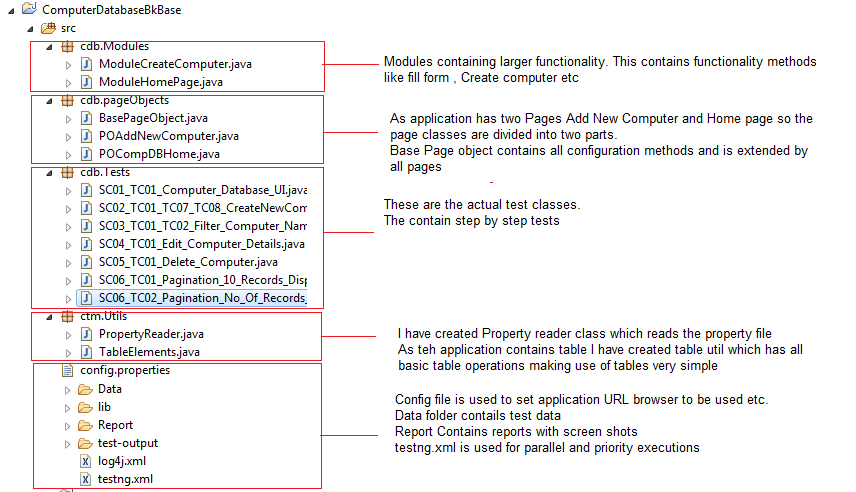 ComputerDatabaseBkBase
src
cdb.Modules
ModuleCreateComputer.java
ModuleHomePage.java
Modules containing larger functionality. This contains functionality methods
like fill form , Create computer etc
cdb.pageObjects
BasePageObject.java
POAddNewComputer.java
POCompDBHome.java
As application has two Pages Add New Computer and Home page so the
page classes are divided into two parts.
Base Page object contains all configuration methods and is extended by
all pages
cdb.Tests
SC01_TC01_Computer_Database_UI.java
SC02_TC01_TC07_TC08_CreateNewCom
SC03_TC01_TC02_Filter_Computer_Nam
SC04_TC01_Edit_Computer_Details.java
SC05_TC01_Delete_Computer.java
SC06_TC01_Pagination_10_Records_Disp
SC06_TC02_Pagination_No_Of_Records_
These are the actual test classes.
The contain step by step tests
ctm.Utils
PropertyReader.java
TableElements.java
I have created Property reader class which reads the property file
As teh application contains table I have created table util which has all
basic table operations making use of tables very simple
config.properties
Data
lib
Report
test-output
log4j.xml
testng.xml
Config file is used to set application URL browser to be used etc.
Data folder contails test data
Report Contains reports with screen shots
testng.xml is used for parallel and priority executions